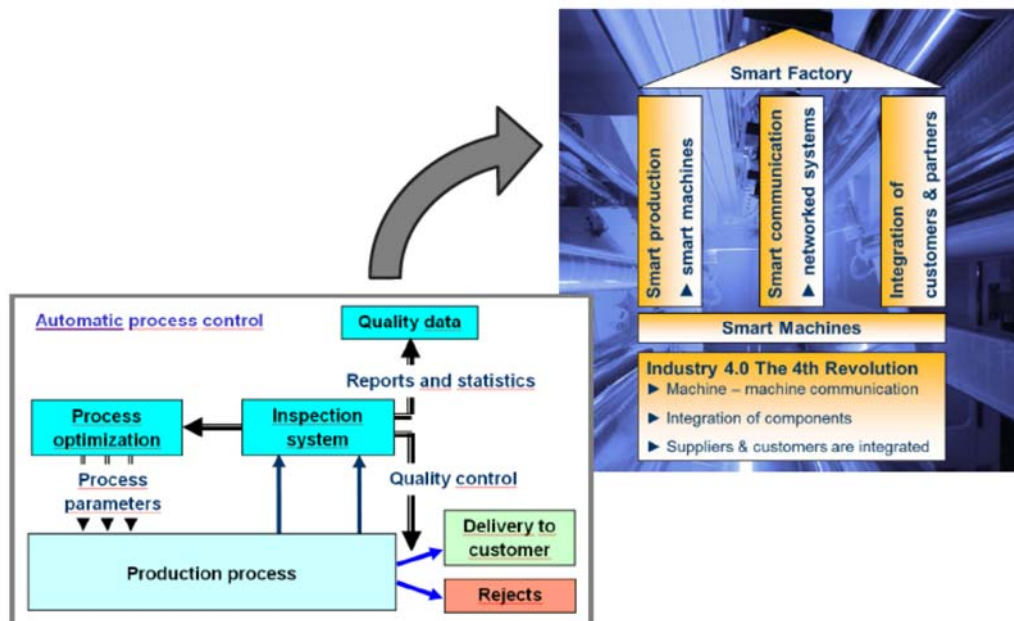 Smart Factory
Smart production
► smart machines
Smart communication
► networked systems
Integration of
customers & partners
Smart Machines
Industry 4.0 The 4th Revolution
► Machine – machine communication
► Integration of components
► Suppliers & customers are integrated
Automatic process control
Quality data
Reports and statistics
Process
optimization
Inspection
system
Process
parameters
Quality control
Production process
Delivery to
customer
Rejects